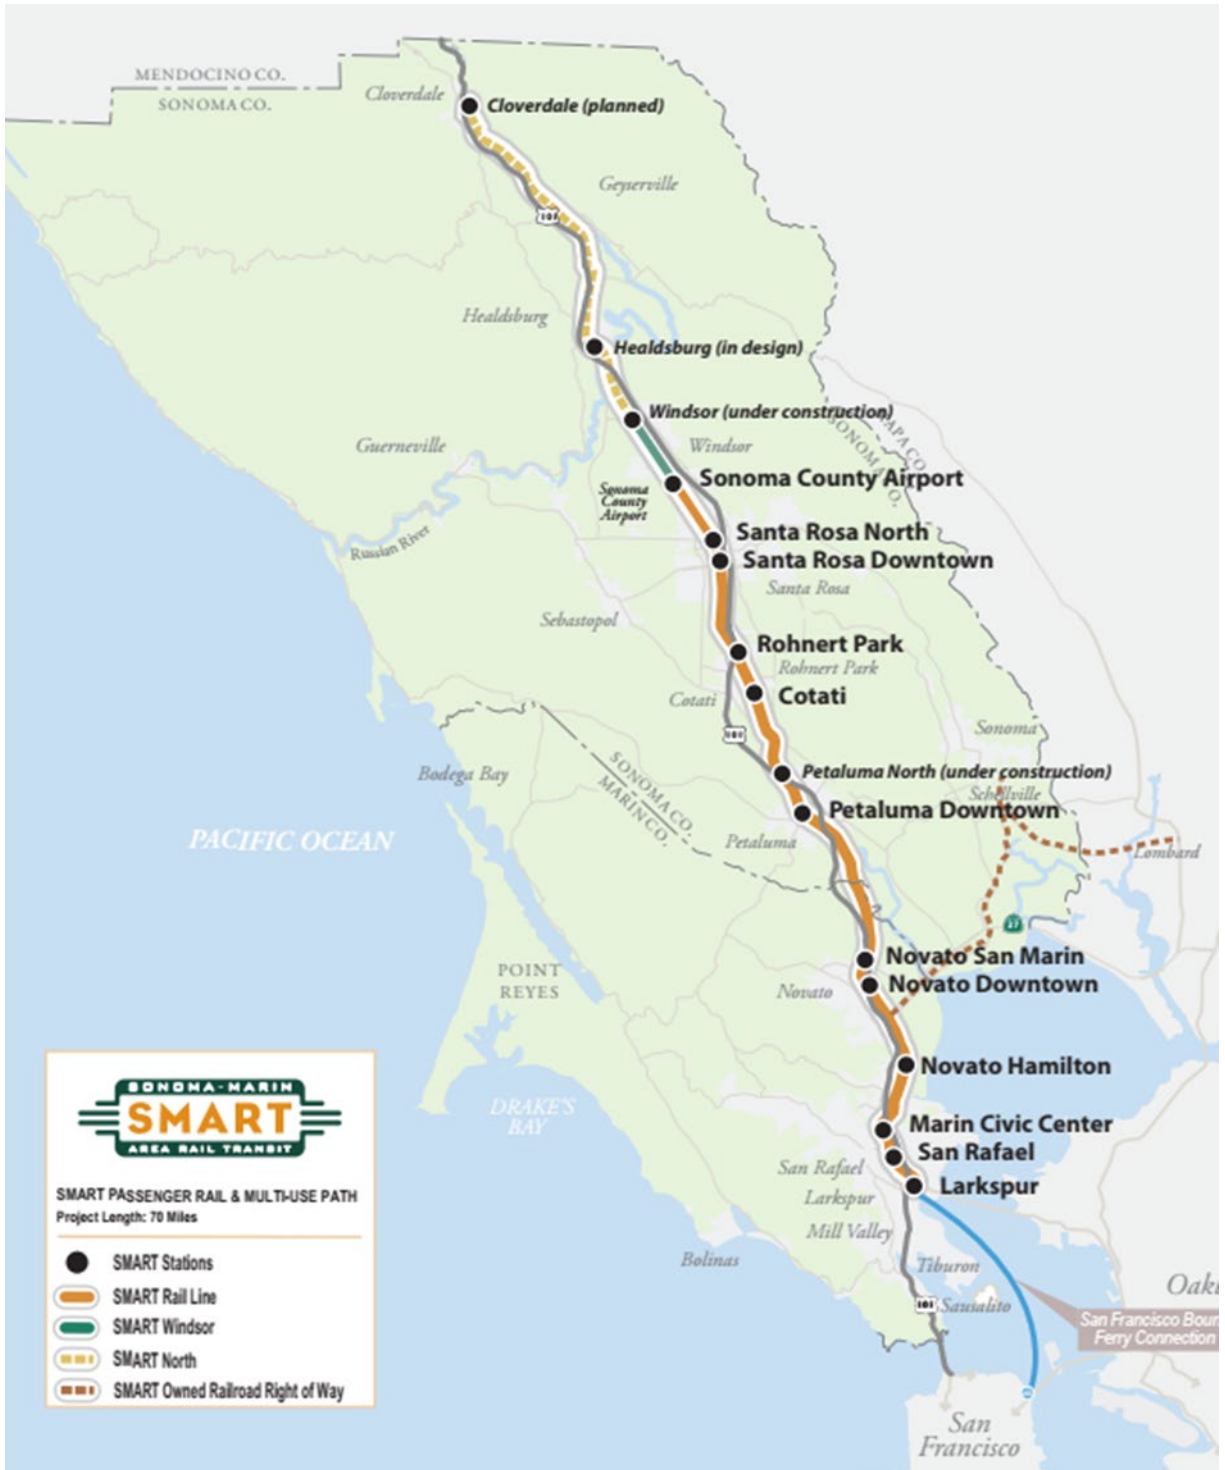 MENDOCINO CO.
SONOMA CO.
Cloverdale
Cloverdale (planned)
Geyserville
101
Healdsburg
Healdsburg (in design)
Windsor (under construction)
NAPA CO.
SONOMA CO.
Guerneville
Windsor
Sonoma County Airport
Sonoma
County
Airport
Santa Rosa North
Russian River
Santa Rosa Downtown
Santa Rosa
Sebastopol
Rohnert Park
Rohnert Park
Cotati
Cotati
Sonoma
101
SONOMA CO.
MARIN CO.
Bodega Bay
Petaluma North (under construction)
Schellville
Petaluma Downtown
PACIFIC OCEAN
Petaluma
Lombard
37
Novato San Marin
POINT
REYES
Novato
Novato Downtown
Novato Hamilton
DRAKE'S
BAY
Marin Civic Center
San Rafael
San Rafael
Larkspur
Larkspur
Mill Valley
Bolinas
Tiburon
Oakl
101
Sausalito
San Francisco Boun
Ferry Connection
San
Francisco
SONOMA-MARIN
SMART
AREA RAIL TRANSIT
SMART PASSENGER RAIL & MULTI-USE PATH
Project Length: 70 Miles
SMART Stations
SMART Rail Line
SMART Windsor
SMART North
SMART Owned Railroad Right of Way